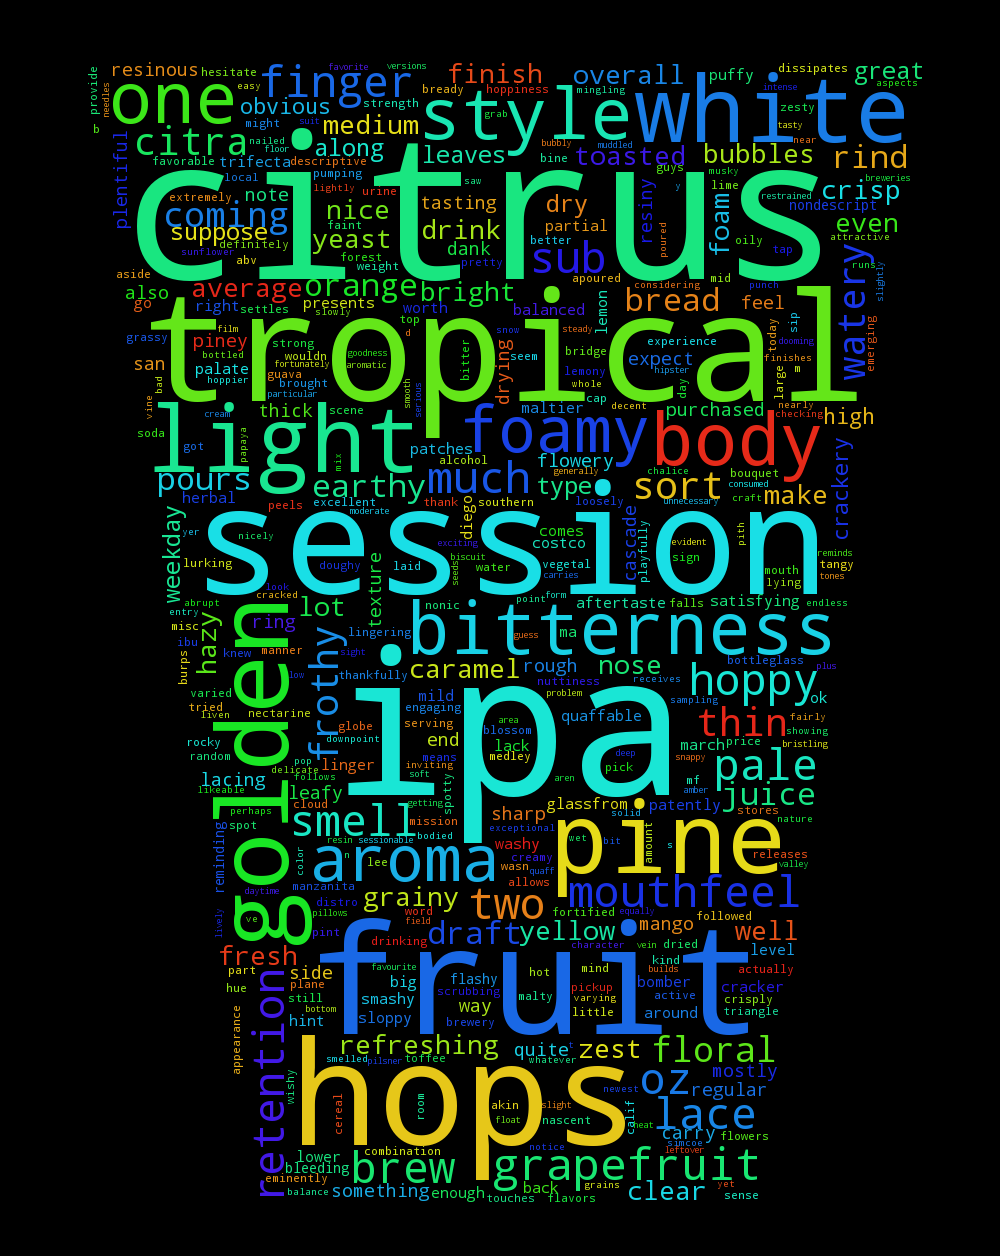 provide
needles
resinous
hesitate
easy
favorite
versions
finger
finish
hoppiness
overall
mingling
puffy
dissipates
great
aspects
intense
one
obvious
strength
bready
style
grab
white
zesty
tasty
b
might
suit
medium
bubbly
muddled
near
citra
nailed
floor
along
leaves
toasted
bubbles
rind
plentiful
favorable
trifecta
descriptive
bine
guys
musky
breweries
local
pumping
saw
y
lime
crisp
extremely
lightly
urine
resiny
restrained
nondescript
citrus
coming
note
nice
tasting
dry
foam
even
suppose
faint
drink
partial
poured
oily
tap
attractive
definitely
yeast
dank
better
sunflower
abv
forest
weight
pretty
sub
mid
runs
slightly
watery
aside
average
orange
bright
apoured
considering
punch
also
go
right
settles
presents
worth
balanced
lemon
bread
feel
sip
emerging
slowly
top
d
snow
steady
experience
today
dooming
grassy
film
piney
strong
bitter
tropical
san
bottled
wouldn
goodness
seem
bridge
expect
finishes
palate
fortunately
aromatic
drying
lemony
hipster
large
m
hoppier
guava
whole
day
vine
bad
brought
particular
smooth
serious
cap
decent
nearly
checking
light
thick
scene
maltier
purchased
high
cream
foamy
body
soda
got
papaya
mix
patches
alcohol
flowery
generally
crackery
pours
earthy
much
type
chalice
bouquet
consumed
sort
make
herbal
peels
excellent
moderate
thank
southern
diego
loosely
unnecessary
craft
weekday
yer
nicely
session
exciting
comes
costco
cascade
playfully
sign
evident
pith
reminds
lurking
look
doughy
texture
laid
biscuit
seeds
water
vegetal
carries
mouth
lying
tangy
tones
entry
abrupt
cracked
lot
nonic
point
form
aftertaste
falls
satisfying
endless
misc
hazy
ring
lingering
bitterness
guess
ma
ibu
knew
manner
sight
burps
golden
low
frothy
thankfully
caramel
rough
nose
bottleglass
plus
receives
hoppy
varied
tried
liven
nectarine
mild
engaging
nuttiness
problem
sampling
ok
ipa
globe
serving
area
blossom
quaffable
thin
fairly
showing
rocky
random
downpoint
end
lack
medley
march
price
bristling
pop
delicate
linger
inviting
means
deep
pick
snappy
lacing
follows
soft
aren
mf
amber
pale
likeable
leafy
spotty
perhaps
cloud
getting
glassfrom
patently
juice
solid
stores
nature
spot
smell
mission
sharp
exceptional
pine
wet
bit
amount
s
reminding
resin
sessionable
bodied
washy
color
n
lee
creamy
releases
valley
aroma
wasn
quaff
daytime
manzanita
allows
mouthfeel
grainy
two
lively
ve
pillows
distro
word
field
fortified
equally
mango
followed
pint
draft
yellow
well
character
vein
dried
drinking
fresh
fruit
kind
level
actually
part
side
plane
favourite
big
flashy
hot
mind
builds
hue
scrubbing
pickup
bomber
cracker
still
bottom
smashy
malty
varying
active
crisply
retention
appearance
hint
sloppy
way
brewery
little
around
triangle
refreshing
quite
t
zest
floral
smelled
pilsner
toffee
whatever
wishy
hops
oz
mostly
newest
regular
cereal
room
akin
slight
float
nascent
calif
neat
lace
carry
flowers
simcoe
leftover
combination
notice
lower
bleeding
brew
grapefruit
eminently
balance
something
enough
back
touches
flavors
grains
clear
yet
sense